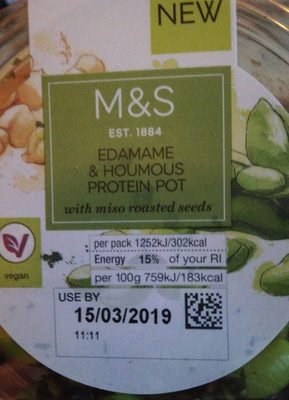 NEW
M&S
EST. 1884
EDAMAME
& HOUMOUS
PROTEIN POT
with miso roasted seeds
vegan
per pack 1252kJ/302kcal
Energy 15% of your RI
per 100g 759kJ/183kcal
USE BY
15/03/2019
11:11